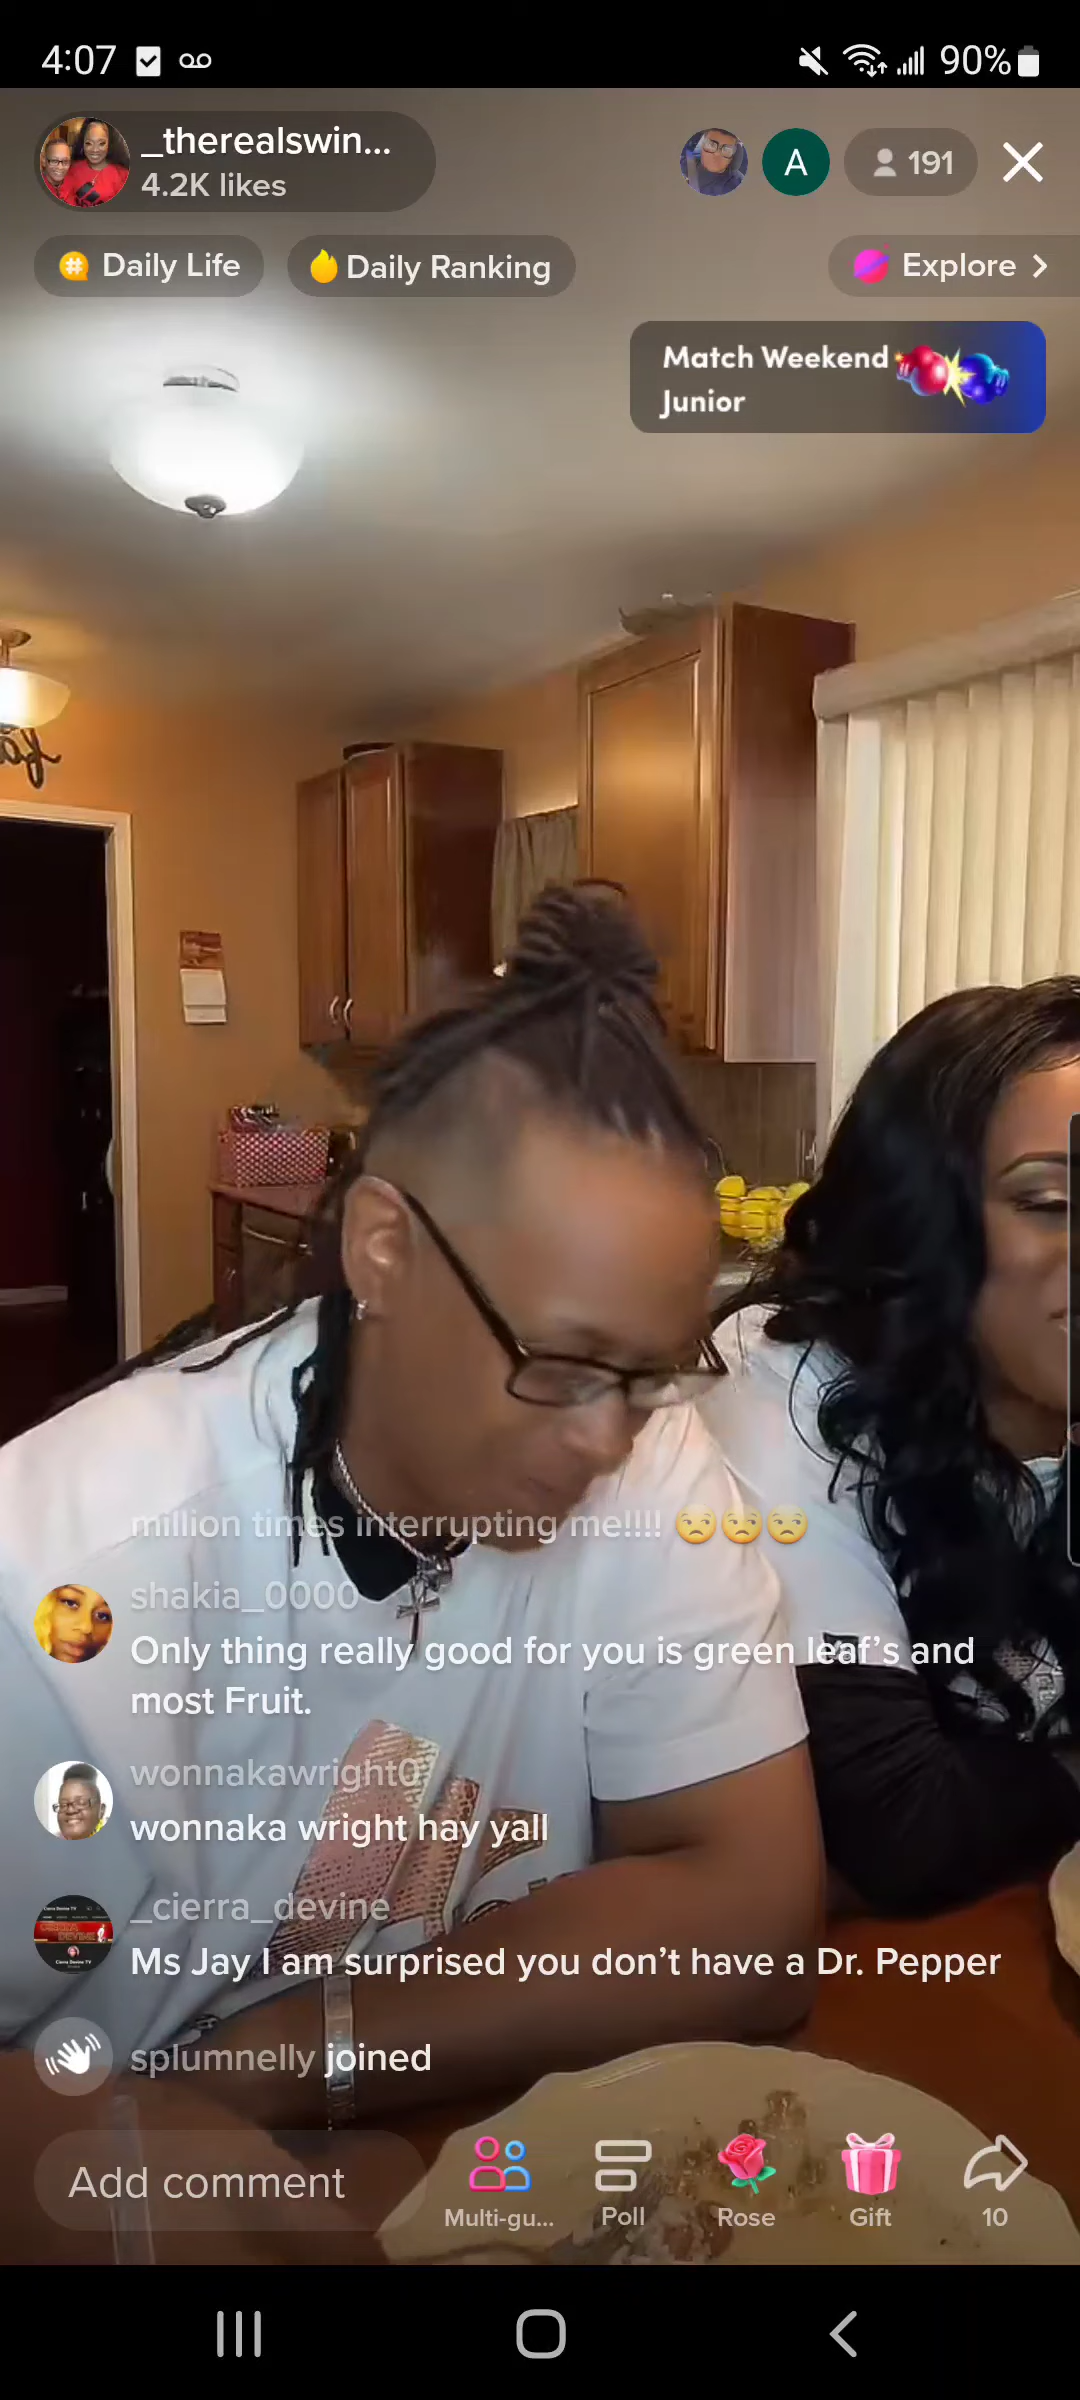 4:07
90%
_therealswin...
4.2K likes
A
191
Daily Life
Daily Ranking
Explore
Match Weekend
Junior
million times interrupting me!!!! 😒😒😒
shakia_0000
Only thing really good for you is green leaf's and
most Fruit.
wonnakawright0
wonnaka wright hay yall
_cierra_devine
Ms Jay I am surprised you don't have a Dr. Pepper
splumnelly joined
Add comment
Multi-gu...
Poll
Rose
Gift
10